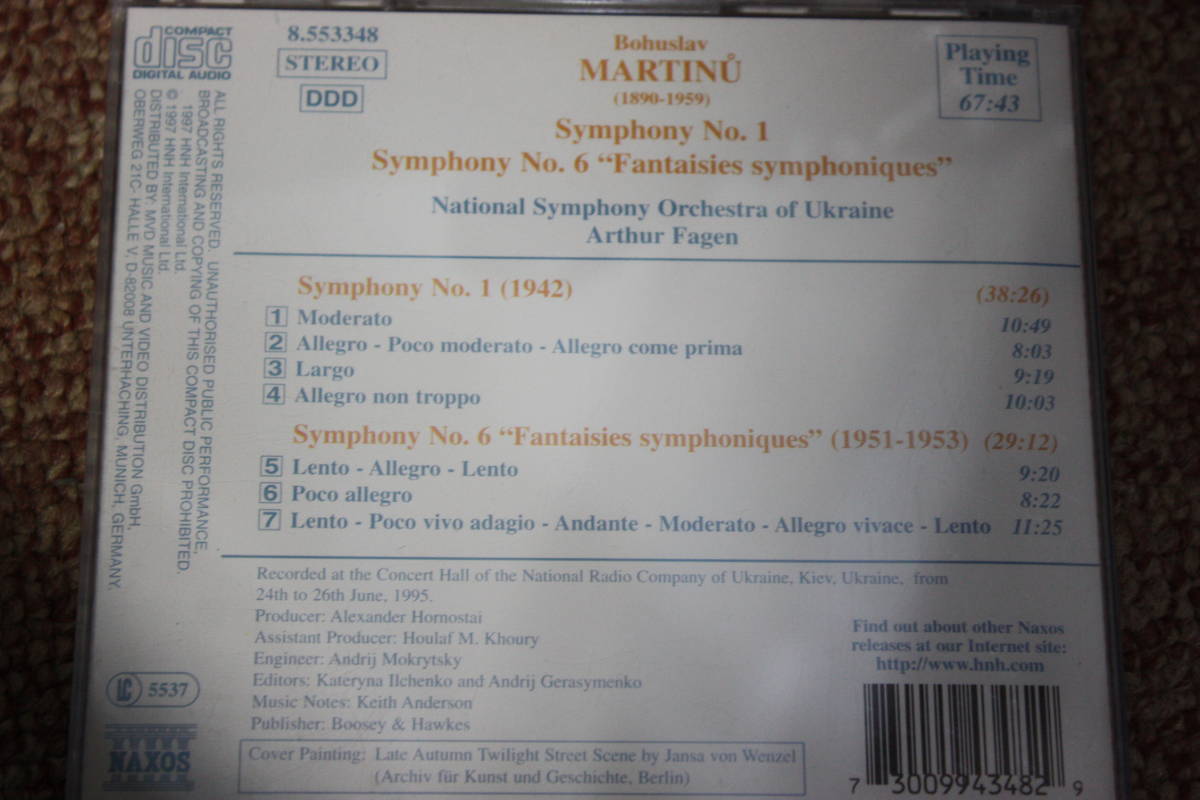 COMPACT
disc
DIGITAL AUDIO
8.553348
STEREO
DDD
Bohuslav
MARTINŮ
(1890-1959)
Symphony No. 1
Symphony No. 6 “Fantaisies symphoniques”
National Symphony Orchestra of Ukraine
Arthur Fagen
Playing
Time
67:43
Symphony No. 1 (1942) (38:26)
1 Moderato 10:49
2 Allegro - Poco moderato - Allegro come prima 8:03
3 Largo 9:19
4 Allegro non troppo 10:03
Symphony No. 6 “Fantaisies symphoniques” (1951-1953) (29:12)
5 Lento - Allegro - Lento 9:20
6 Poco allegro 8:22
7 Lento - Poco vivo adagio - Andante - Moderato - Allegro vivace - Lento 11:25
Recorded at the Concert Hall of the National Radio Company of Ukraine, Kiev, Ukraine, from
24th to 26th June, 1995.
Producer: Alexander Hornostai
Assistant Producer: Houlaf M. Khoury
Engineer: Andrij Mokrytsky
Editors: Kateryna Ilchenko and Andrij Gerasymenko
Music Notes: Keith Anderson
Publisher: Boosey & Hawkes
Cover Painting: Late Autumn Twilight Street Scene by Jansa von Wenzel
(Archiv für Kunst und Geschichte, Berlin)
Find out about other Naxos
releases at our Internet site:
http://www.hnh.com
7 30099 43482 9
ALL RIGHTS RESERVED. UNAUTHORISED PUBLIC PERFORMANCE,
BROADCASTING AND COPYING OF THIS COMPACT DISC PROHIBITED.
1997 HNH International Ltd.
© 1997 HNH International Ltd.
DISTRIBUTED BY: MVD MUSIC AND VIDEO DISTRIBUTION GmbH,
OBERWEG 21C- HALLE V, D-82008 UNTERHACHING, MUNICH, GERMANY.
LC 5537
NAXOS